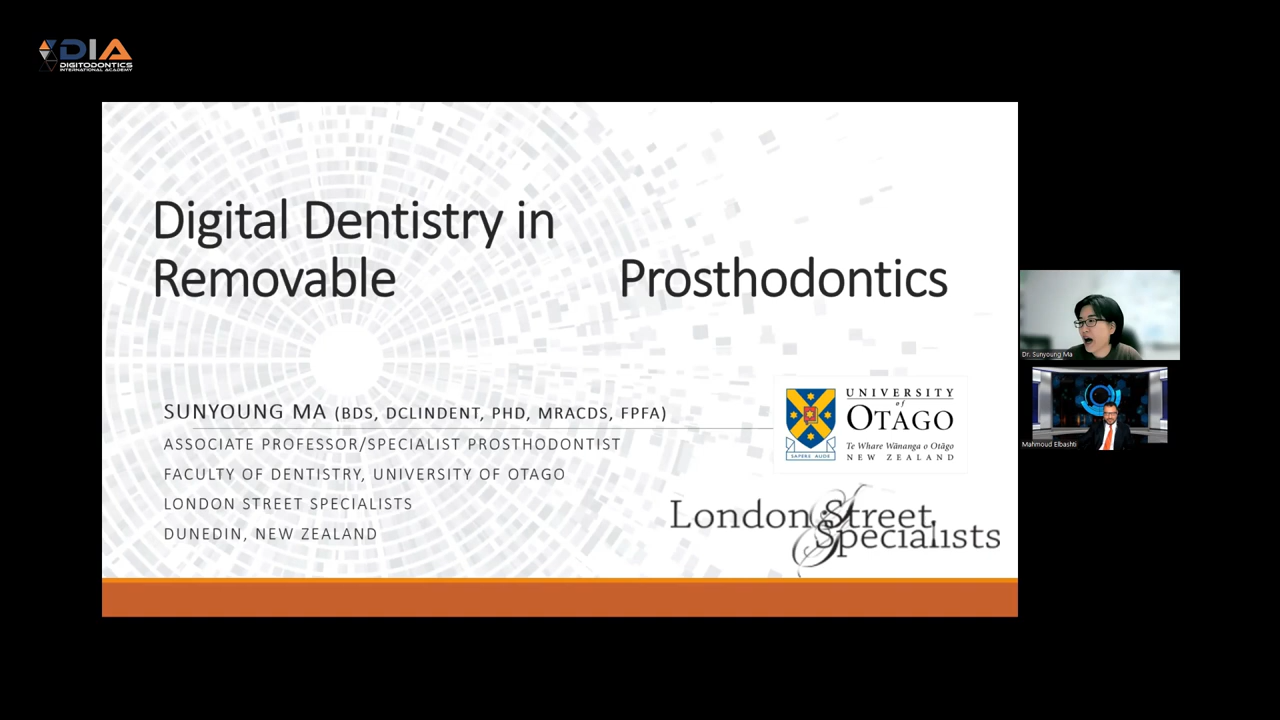 DIA
DIGITODONTICS
INTERNATIONAL ACADEMY
Digital Dentistry in
Removable Prosthodontics
SUNYOUNG MA (BDS, DCLINDENT, PHD, MRACDS, FPFA)
ASSOCIATE PROFESSOR/SPECIALIST PROSTHODONTIST
FACULTY OF DENTISTRY, UNIVERSITY OF OTAGO
LONDON STREET SPECIALISTS
DUNEDIN, NEW ZEALAND
UNIVERSITY
of
OTAGO
Te Whare Wānanga o Otāgo
NEW ZEALAND
SAPERE AUDE
London Street
Specialists
Dr. Sunyoung Ma
Mahmoud Elbashti